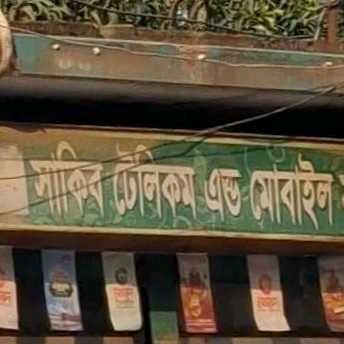 সাকিব টেলিকম এন্ড মোবাইল